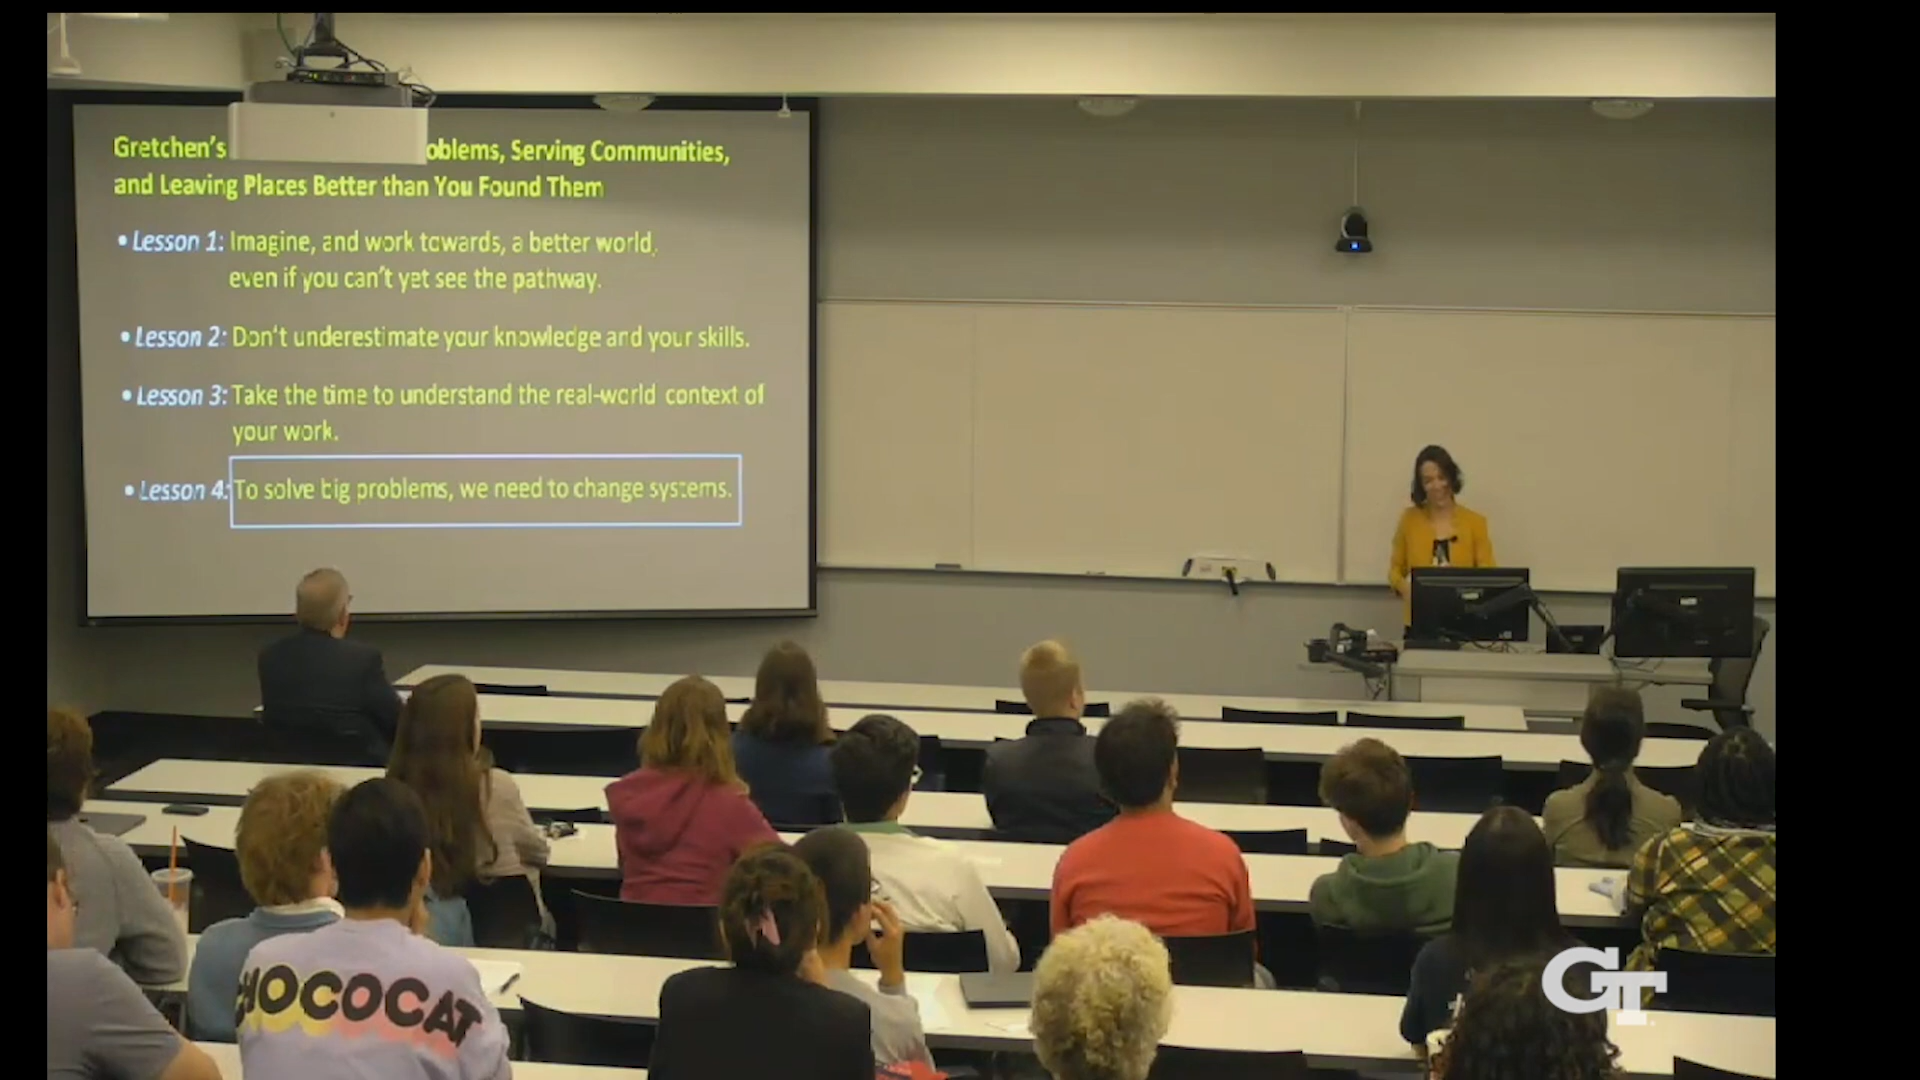 Gretchen's oblems, Serving Communities,
and Leaving Places Better than You Found Them
• Lesson 1: Imagine, and work towards, a better world,
even if you can't yet see the pathway.
• Lesson 2: Don't underestimate your knowledge and your skills.
• Lesson 3: Take the time to understand the real-world context of
your work.
• Lesson 4: To solve big problems, we need to change systems.
HOCOCAT
GT